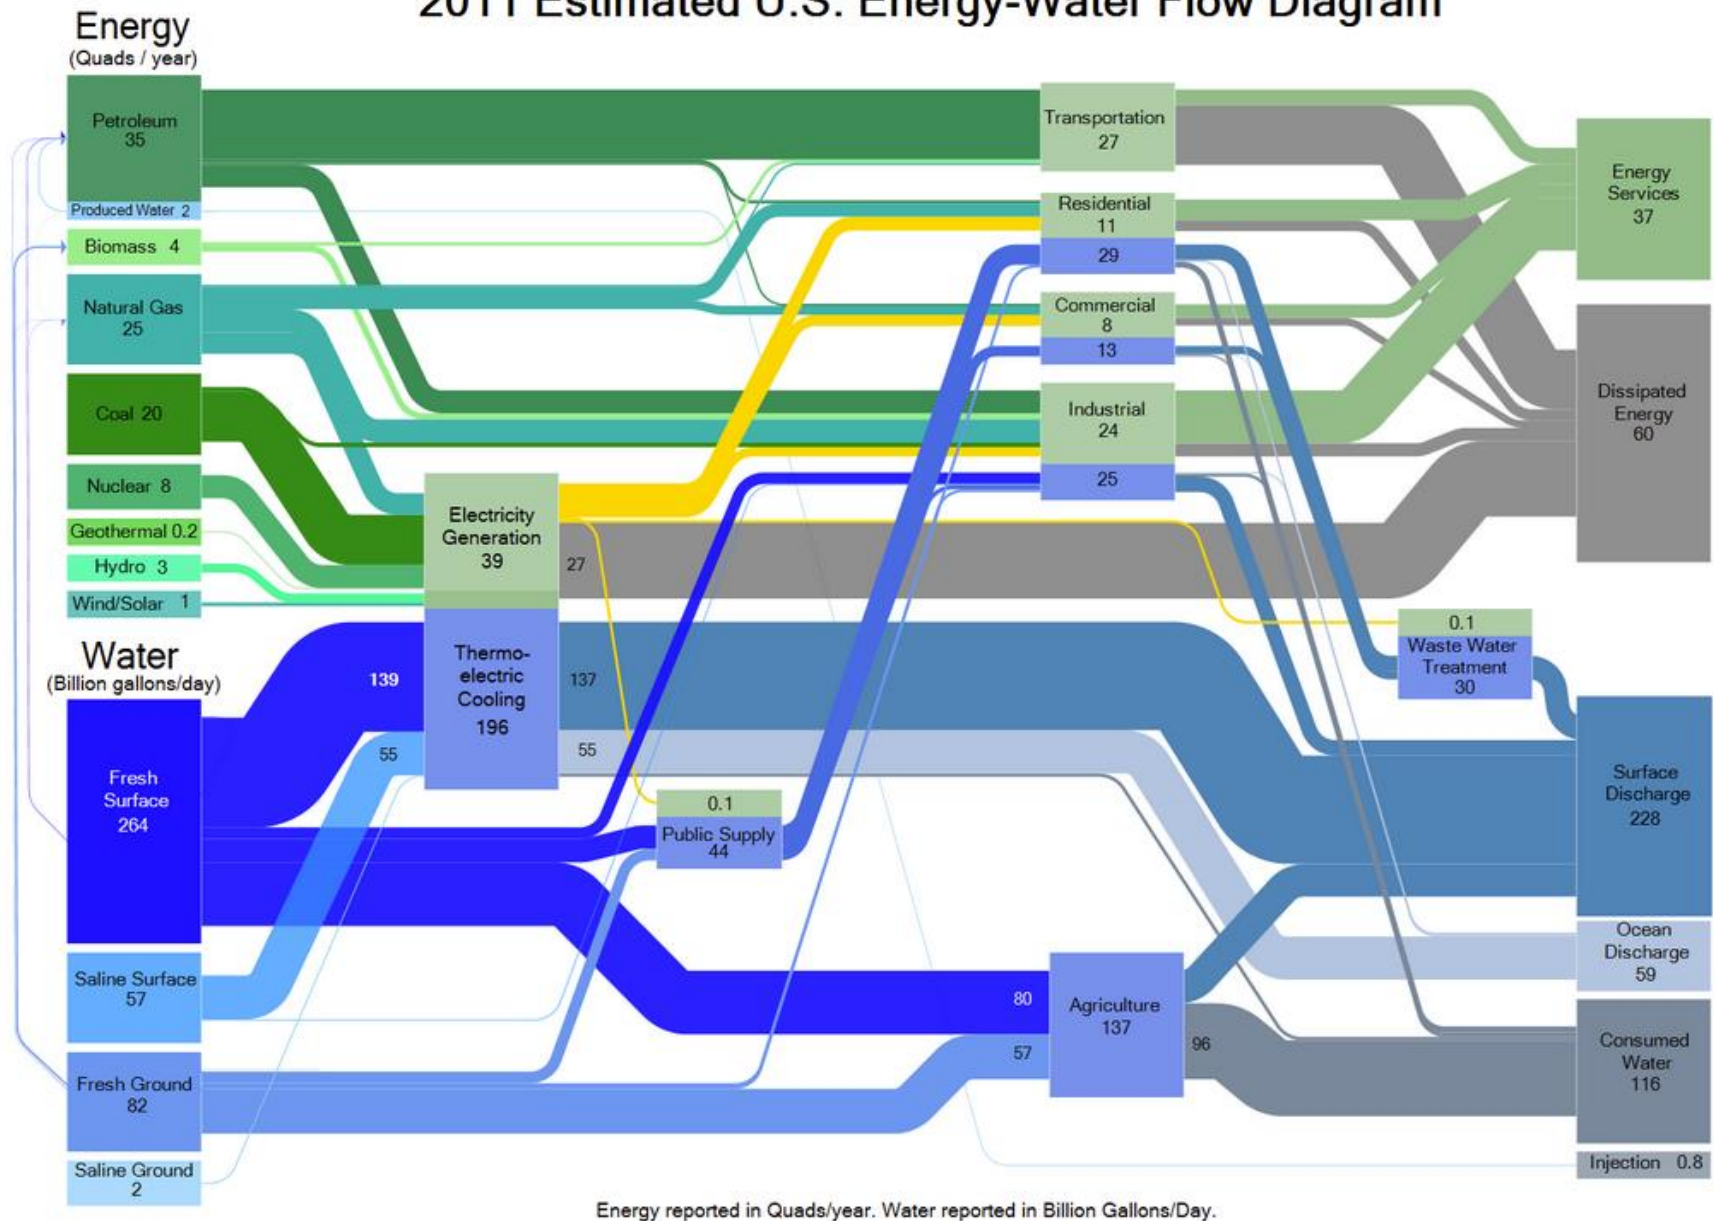 2011 Estimated U.S. Energy-Water Flow Diagram
Energy
(Quads / year)
Petroleum
35
Produced Water 2
Biomass 4
Natural Gas
25
Coal 20
Nuclear 8
Geothermal 0.2
Hydro 3
Wind/Solar 1
Water
(Billion gallons/day)
Fresh
Surface
264
Saline Surface
57
Fresh Ground
82
Saline Ground
2
139
55
Electricity
Generation
39
Thermo-
electric
Cooling
196
27
137
55
0.1
Public Supply
44
Transportation
27
Residential
11
29
Commercial
8
13
Industrial
24
25
80
57
Agriculture
137
96
0.1
Waste Water
Treatment
30
Energy
Services
37
Dissipated
Energy
60
Surface
Discharge
228
Ocean
Discharge
59
Consumed
Water
116
Injection 0.8
Energy reported in Quads/year. Water reported in Billion Gallons/Day.